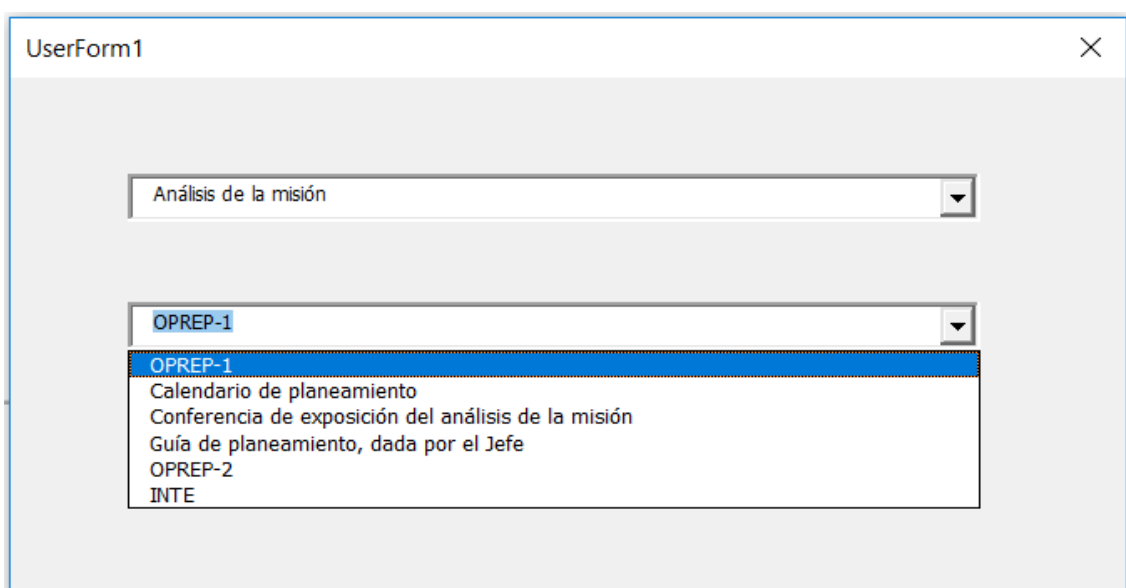 UserForm1
Análisis de la misión
OPREP-1
OPREP-1
Calendario de planeamiento
Conferencia de exposición del análisis de la misión
Guía de planeamiento, dada por el Jefe
OPREP-2
INTE